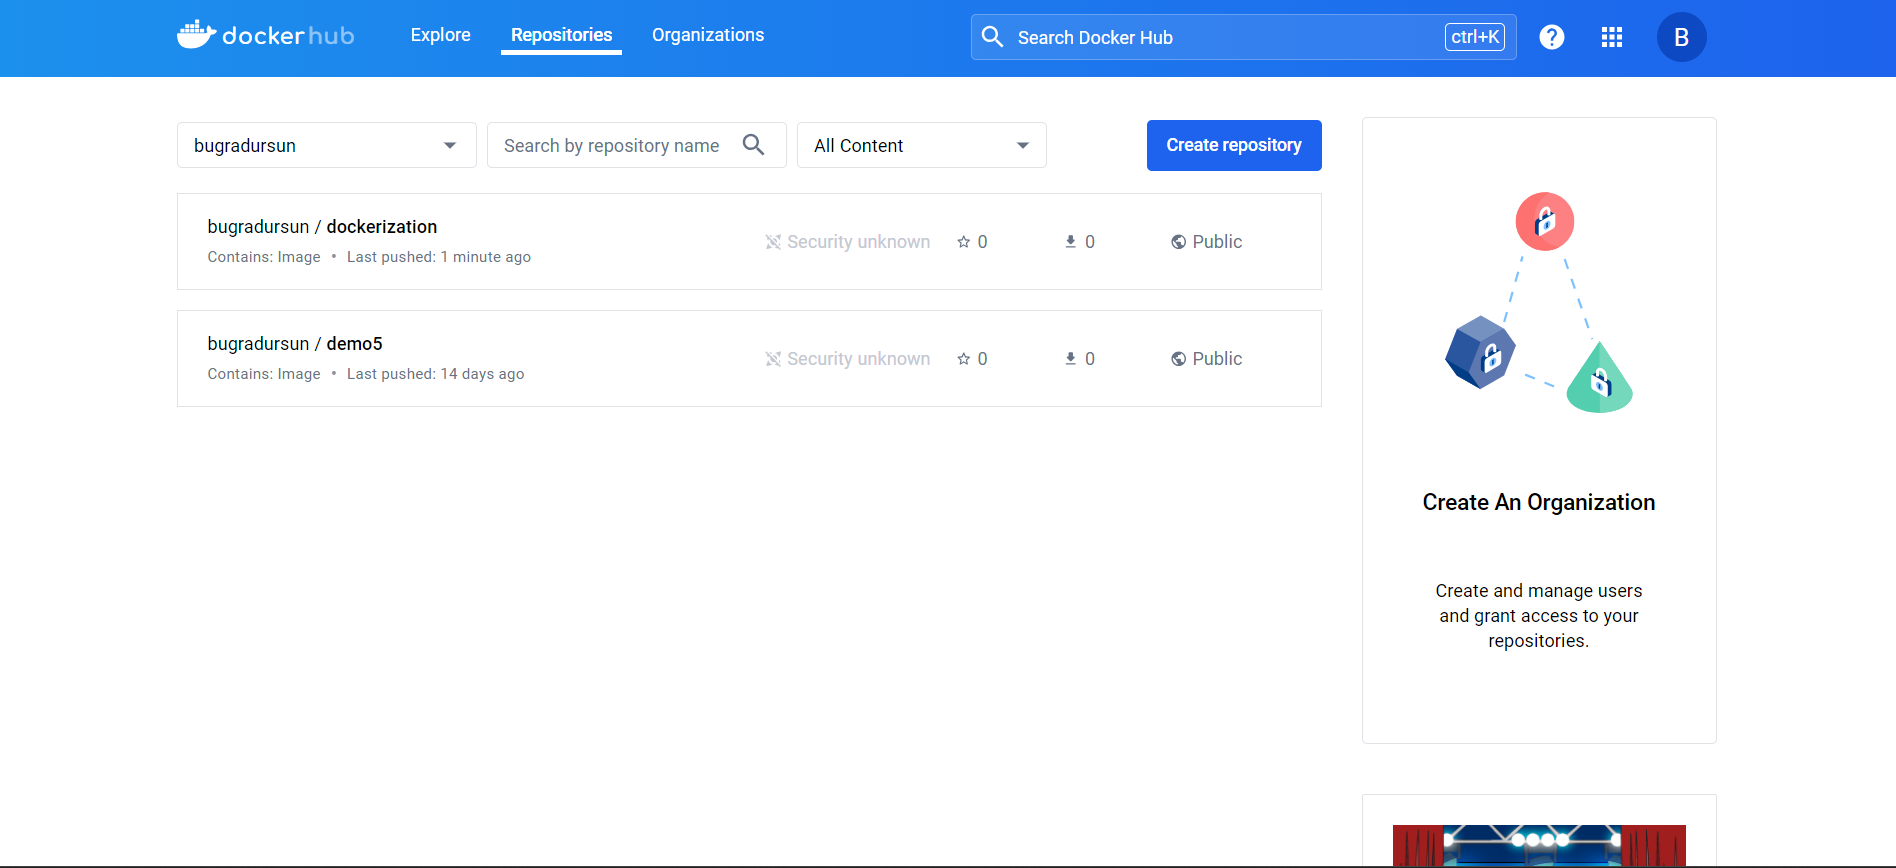 dockerhub
Explore
Repositories
Organizations
Search Docker Hub
ctrl+K
?
B
bugradursun
Search by repository name
All Content
Create repository
bugradursun / dockerization
Contains: Image • Last pushed: 1 minute ago
Security unknown
0
0
Public
bugradursun / demo5
Contains: Image • Last pushed: 14 days ago
Security unknown
0
0
Public
Create An Organization
Create and manage users
and grant access to your
repositories.